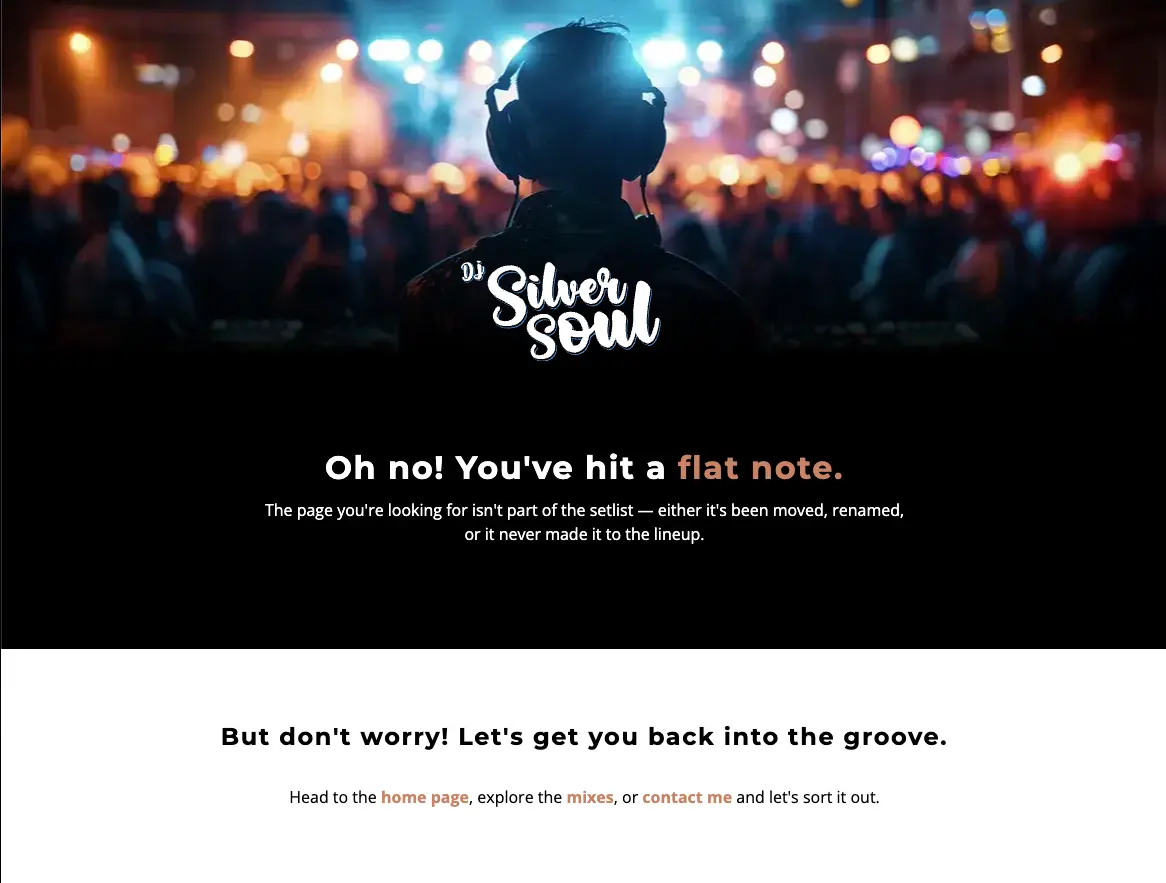 DJ
Silver
Soul
Oh no! You've hit a flat note.
The page you're looking for isn't part of the setlist — either it's been moved, renamed,
or it never made it to the lineup.
But don't worry! Let's get you back into the groove.
Head to the home page, explore the mixes, or contact me and let's sort it out.